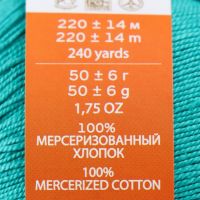 220 ± 14 м
220 ± 14 m
240 yards
50 ± 6 г
50 ± 6 g
1,75 OZ
100%
МЕРСЕРИЗОВАННЫЙ
ХЛОПОК
100%
MERCERIZED COTTON